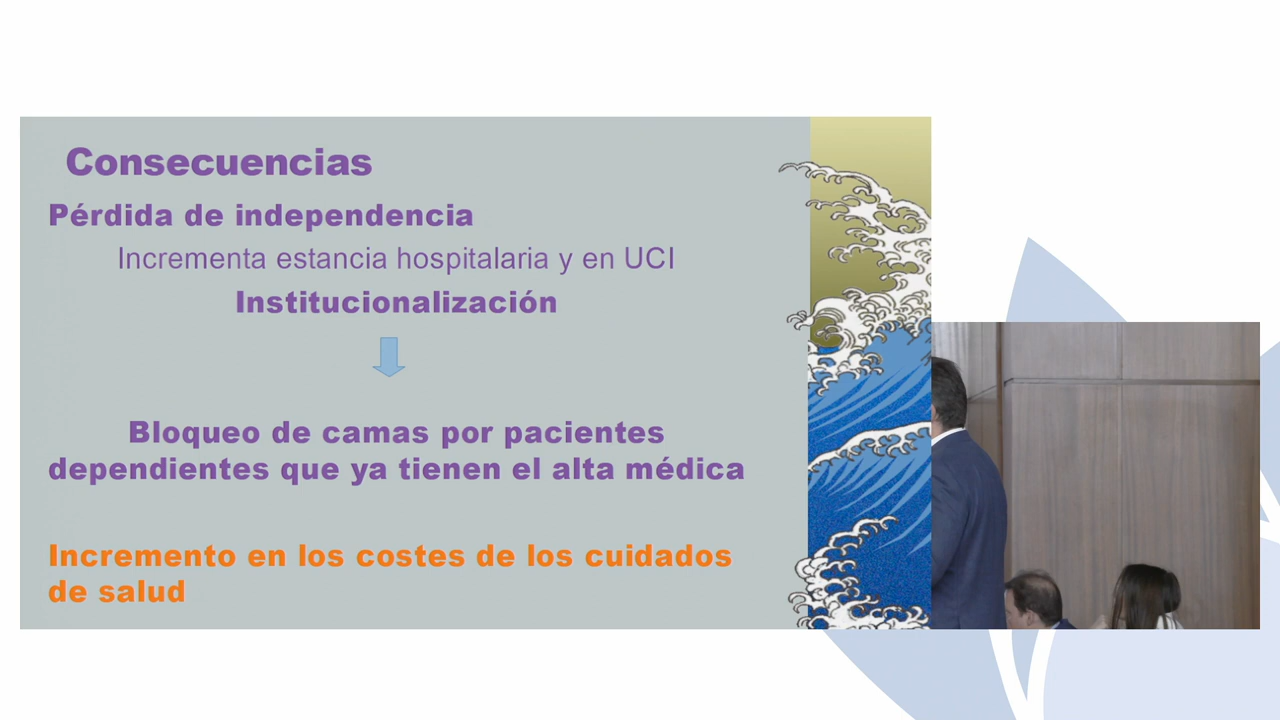 Consecuencias
Pérdida de independencia
Incrementa estancia hospitalaria y en UCI
Institucionalización
Bloqueo de camas por pacientes
dependientes que ya tienen el alta médica
Incremento en los costes de los cuidados
de salud